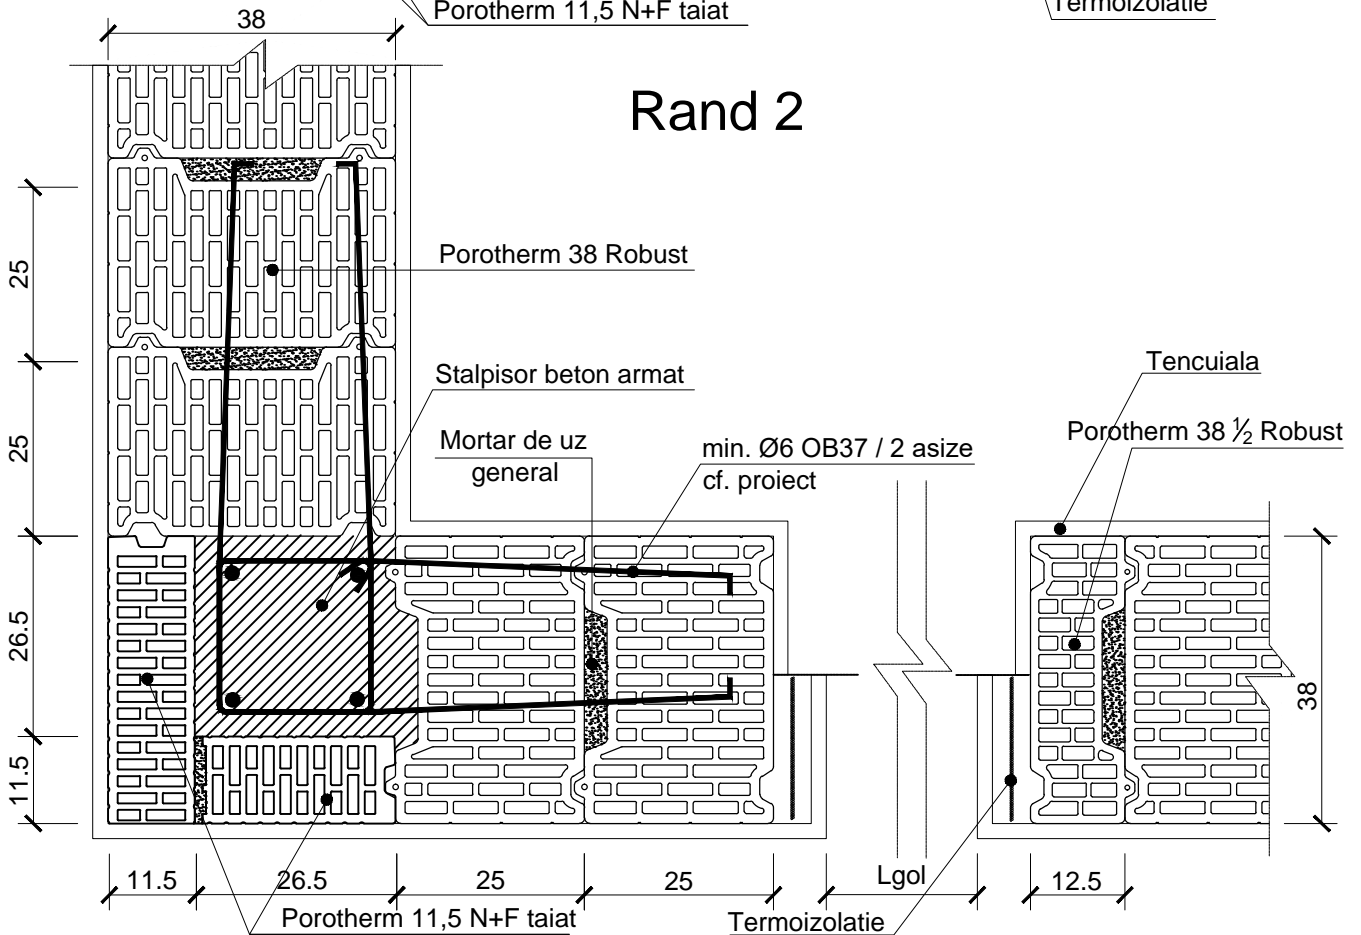 Porotherm 11,5 N+F taiat
Termoizolatie
38
Rand 2
Porotherm 38 Robust
25
Stalpisor beton armat
Tencuiala
25
Mortar de uz
general
min. Ø6 OB37 / 2 asize
cf. proiect
Porotherm 38 ½ Robust
26.5
38
11.5
11.5
26.5
25
25
Lgol
12.5
Porotherm 11,5 N+F taiat
Termoizolatie